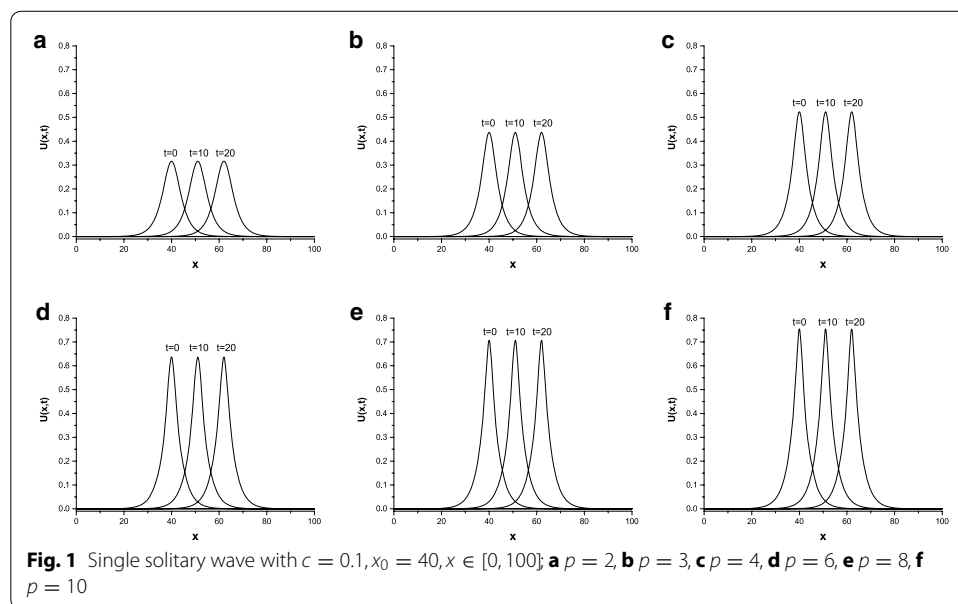 a
b
c
0.8
0.7
0.6
0.5
0.4
0.3
0.2
0.1
0.0
U(x,t)
t=0 t=10 t=20
0 20 40 60 80 100
x
0.8
0.7
0.6
0.5
0.4
0.3
0.2
0.1
0.0
U(x,t)
t=0 t=10 t=20
0 20 40 60 80 100
x
0.8
0.7
0.6
0.5
0.4
0.3
0.2
0.1
0.0
U(x,t)
t=0 t=10 t=20
0 20 40 60 80 100
x
d
e
f
0.8
0.7
0.6
0.5
0.4
0.3
0.2
0.1
0.0
U(x,t)
t=0 t=10 t=20
0 20 40 60 80 100
x
0.8
0.7
0.6
0.5
0.4
0.3
0.2
0.1
0.0
U(x,t)
t=0 t=10 t=20
0 20 40 60 80 100
x
0.8
0.7
0.6
0.5
0.4
0.3
0.2
0.1
0.0
U(x,t)
t=0 t=10 t=20
0 20 40 60 80 100
x
Fig. 1 Single solitary wave with c = 0.1, x₀ = 40, x ∈ [0, 100]; a p = 2, b p = 3, c p = 4, d p = 6, e p = 8, f
p = 10